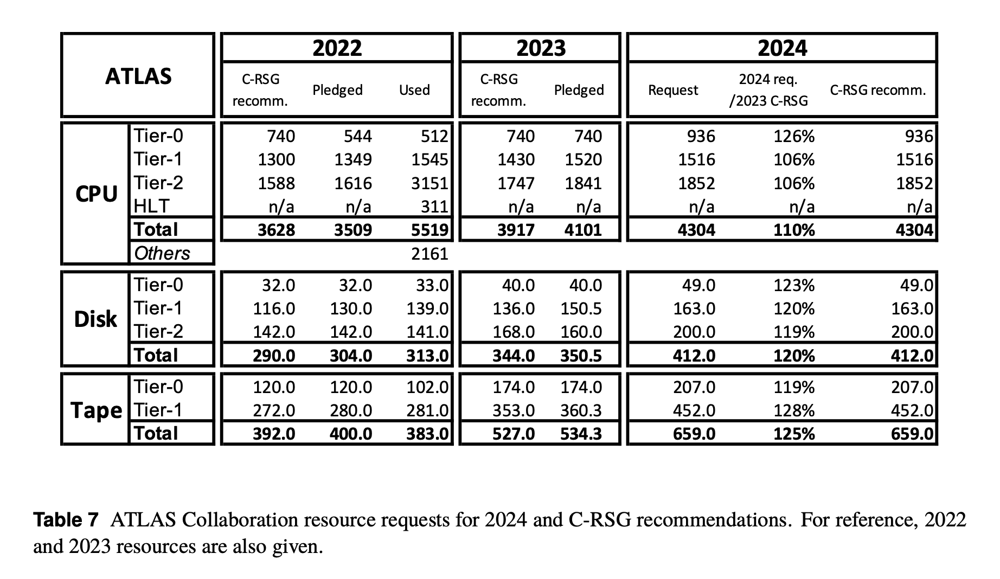 ATLAS 2022 2023 2024
C-RSG recomm. Pledged Used C-RSG recomm. Pledged Request 2024 req. /2023 C-RSG C-RSG recomm.
CPU
Tier-0 740 544 512 740 740 936 126% 936
Tier-1 1300 1349 1545 1430 1520 1516 106% 1516
Tier-2 1588 1616 3151 1747 1841 1852 106% 1852
HLT n/a n/a 311 n/a n/a n/a n/a n/a
Total 3628 3509 5519 3917 4101 4304 110% 4304
Others 2161
Disk
Tier-0 32.0 32.0 33.0 40.0 40.0 49.0 123% 49.0
Tier-1 116.0 130.0 139.0 136.0 150.5 163.0 120% 163.0
Tier-2 142.0 142.0 141.0 168.0 160.0 200.0 119% 200.0
Total 290.0 304.0 313.0 344.0 350.5 412.0 120% 412.0
Tape
Tier-0 120.0 120.0 102.0 174.0 174.0 207.0 119% 207.0
Tier-1 272.0 280.0 281.0 353.0 360.3 452.0 128% 452.0
Total 392.0 400.0 383.0 527.0 534.3 659.0 125% 659.0
Table 7 ATLAS Collaboration resource requests for 2024 and C-RSG recommendations. For reference, 2022
and 2023 resources are also given.